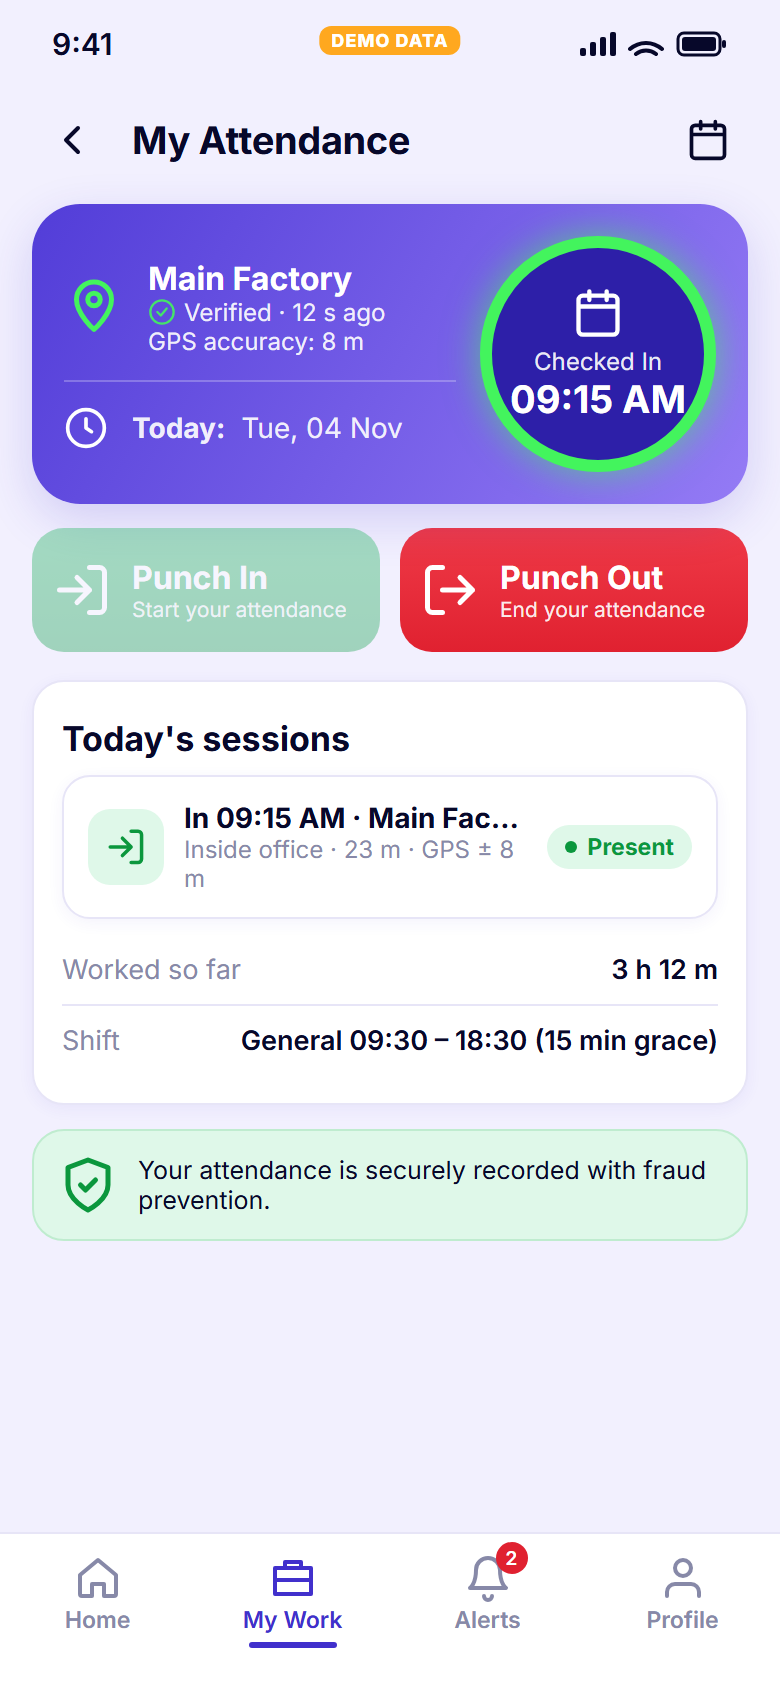 9:41
DEMO DATA
My Attendance
Main Factory
Verified · 12 s ago
GPS accuracy: 8 m
Today: Tue, 04 Nov
Checked In
09:15 AM
Punch In
Start your attendance
Punch Out
End your attendance
Today's sessions
In 09:15 AM · Main Fac...
Inside office · 23 m · GPS ± 8
m
Present
Worked so far
3 h 12 m
Shift
General 09:30 – 18:30 (15 min grace)
Your attendance is securely recorded with fraud
prevention.
Home
My Work
2
Alerts
Profile